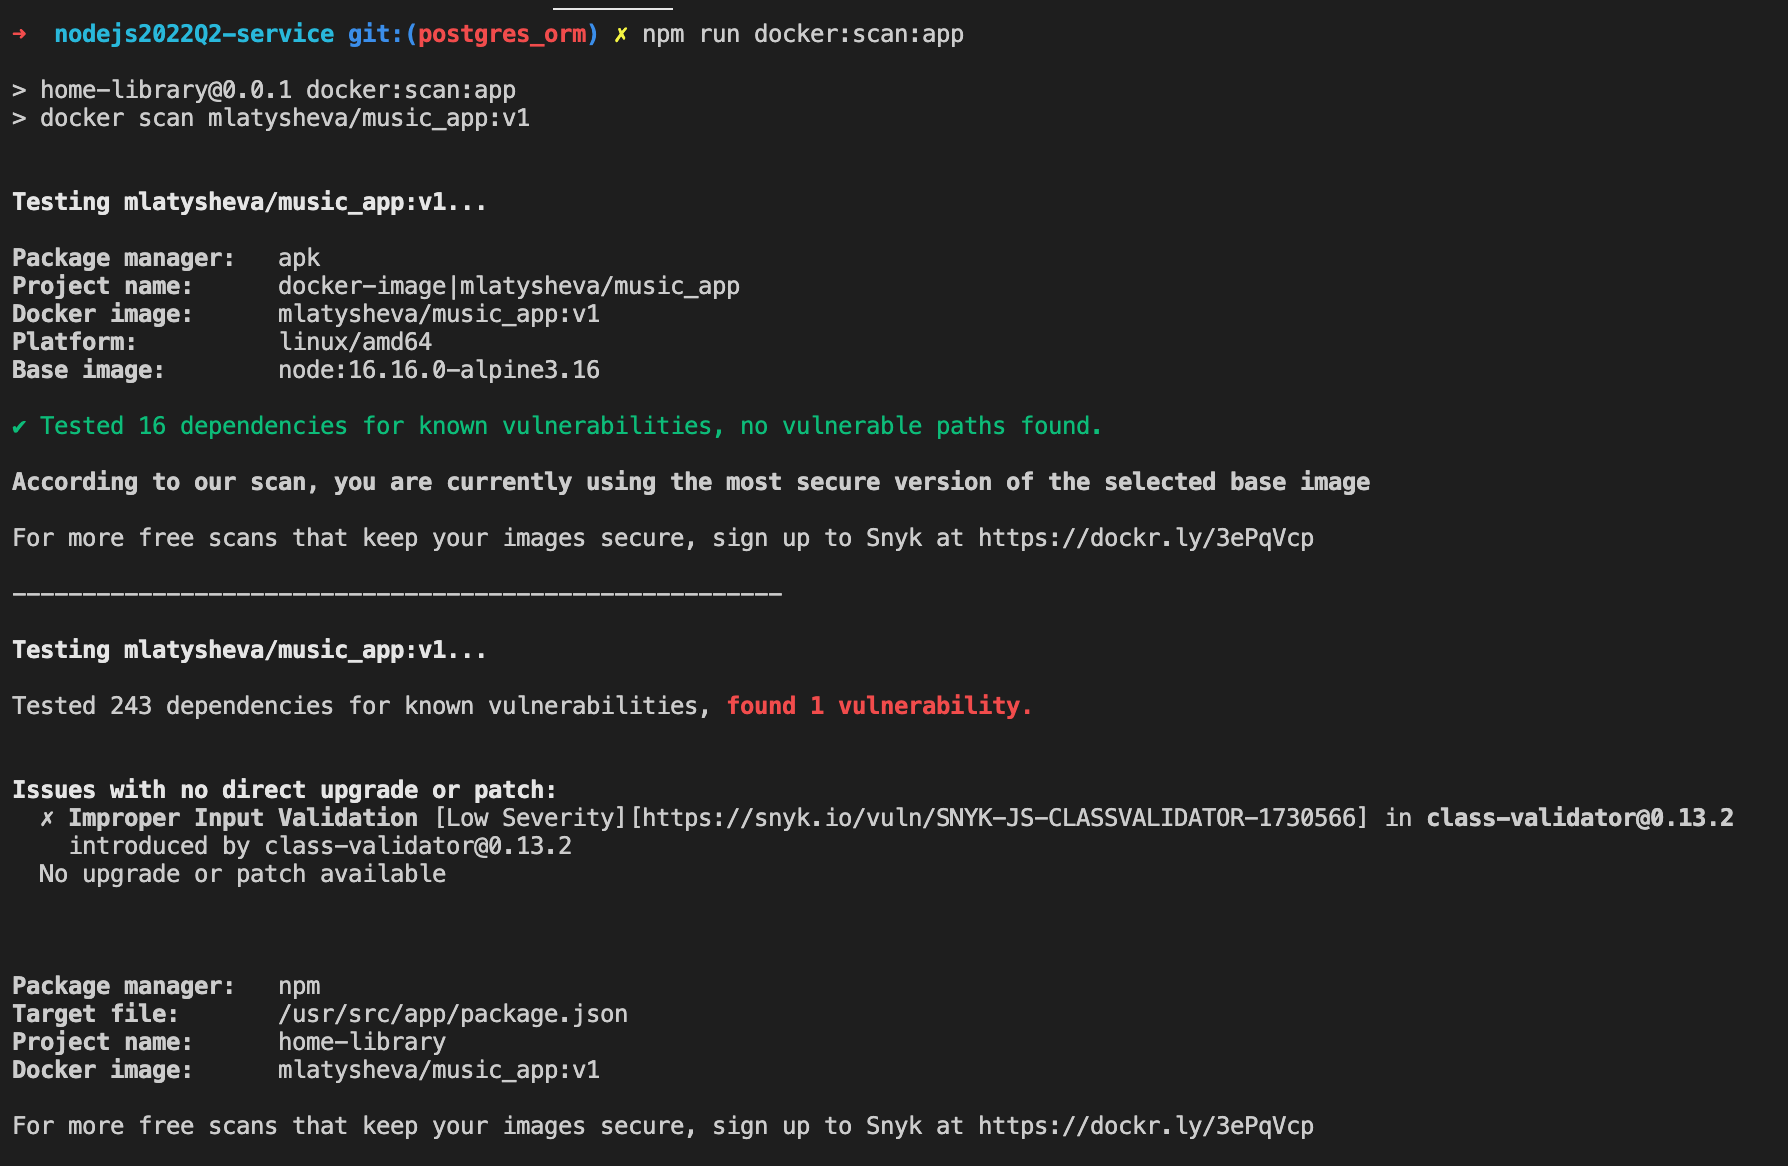 ➜  nodejs2022Q2-service git:(postgres_orm) ✗ npm run docker:scan:app
> home-library@0.0.1 docker:scan:app
> docker scan mlatysheva/music_app:v1
Testing mlatysheva/music_app:v1...
Package manager:   apk
Project name:      docker-image|mlatysheva/music_app
Docker image:      mlatysheva/music_app:v1
Platform:          linux/amd64
Base image:        node:16.16.0-alpine3.16
✔ Tested 16 dependencies for known vulnerabilities, no vulnerable paths found.
According to our scan, you are currently using the most secure version of the selected base image
For more free scans that keep your images secure, sign up to Snyk at https://dockr.ly/3ePqVcp
-------------------------------------------------------
Testing mlatysheva/music_app:v1...
Tested 243 dependencies for known vulnerabilities, found 1 vulnerability.
Issues with no direct upgrade or patch:
  ✗ Improper Input Validation [Low Severity][https://snyk.io/vuln/SNYK-JS-CLASSVALIDATOR-1730566] in class-validator@0.13.2
    introduced by class-validator@0.13.2
  No upgrade or patch available
Package manager:   npm
Target file:       /usr/src/app/package.json
Project name:      home-library
Docker image:      mlatysheva/music_app:v1
For more free scans that keep your images secure, sign up to Snyk at https://dockr.ly/3ePqVcp